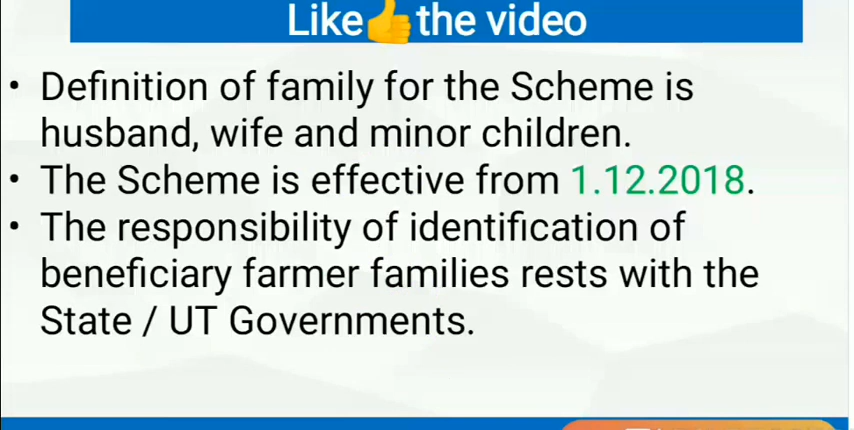 Like👍the video
• Definition of family for the Scheme is
husband, wife and minor children.
• The Scheme is effective from 1.12.2018.
• The responsibility of identification of
beneficiary farmer families rests with the
State / UT Governments.